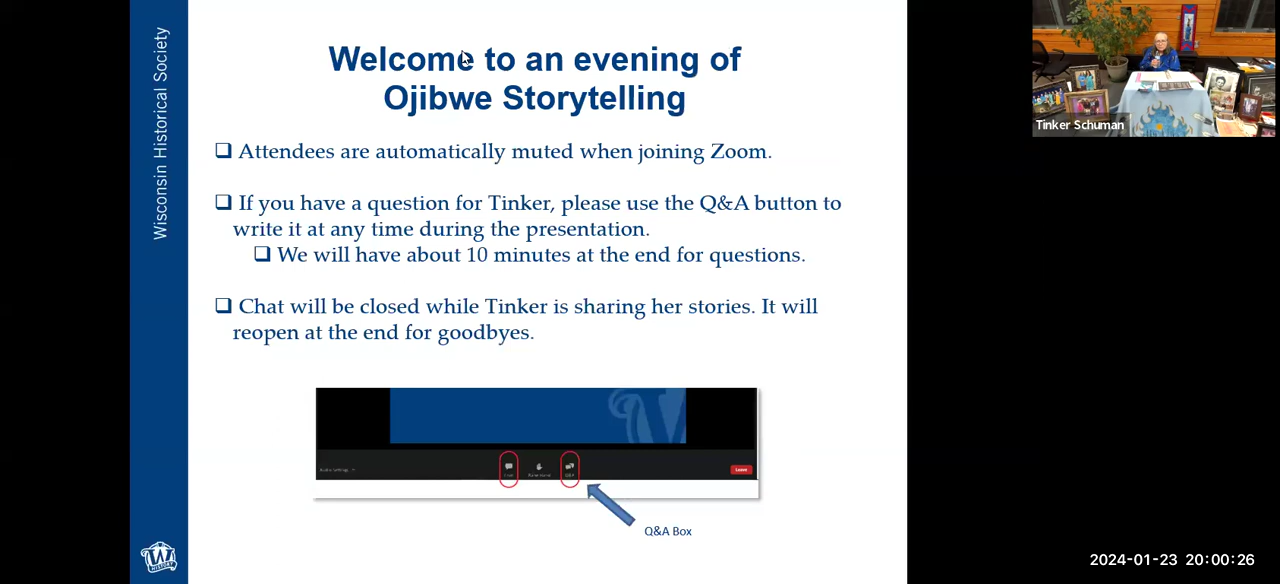 Wisconsin Historical Society
Welcome to an evening of
Ojibwe Storytelling
❑ Attendees are automatically muted when joining Zoom.
❑ If you have a question for Tinker, please use the Q&A button to
write it at any time during the presentation.
❑ We will have about 10 minutes at the end for questions.
❑ Chat will be closed while Tinker is sharing her stories. It will
reopen at the end for goodbyes.
Leave
Q&A Box
Tinker Schuman
2024-01-23 20:00:26